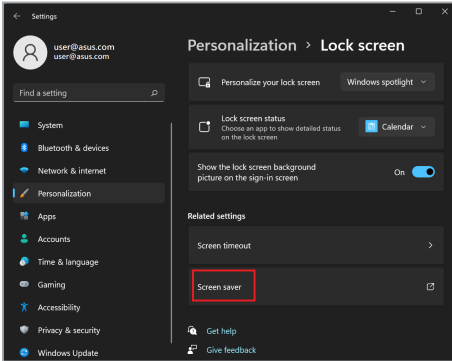 Settings
user@asus.com
user@asus.com
Find a setting
System
Bluetooth & devices
Network & internet
Personalization
Apps
Accounts
Time & language
Gaming
Accessibility
Privacy & security
Windows Update
Personalization > Lock screen
Personalize your lock screen
Windows spotlight
Lock screen status
Choose an app to show detailed status
on the lock screen
Calendar
Show the lock screen background
picture on the sign-in screen
On
Related settings
Screen timeout
Screen saver
Get help
Give feedback